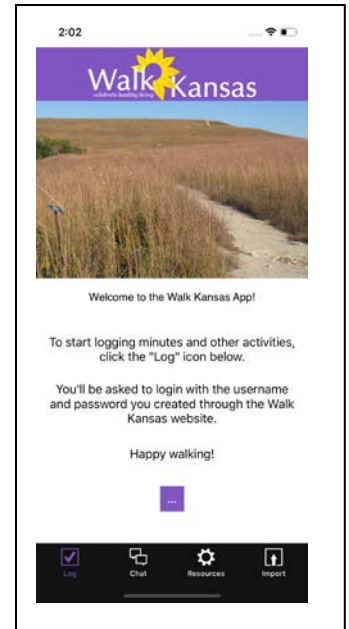 2:02
Walk Kansas
celebrate healthy living
Welcome to the Walk Kansas App!
To start logging minutes and other activities,
click the "Log" icon below.
You'll be asked to login with the username
and password you created through the Walk
Kansas website.
Happy walking!
...
Log Chat Resources Import